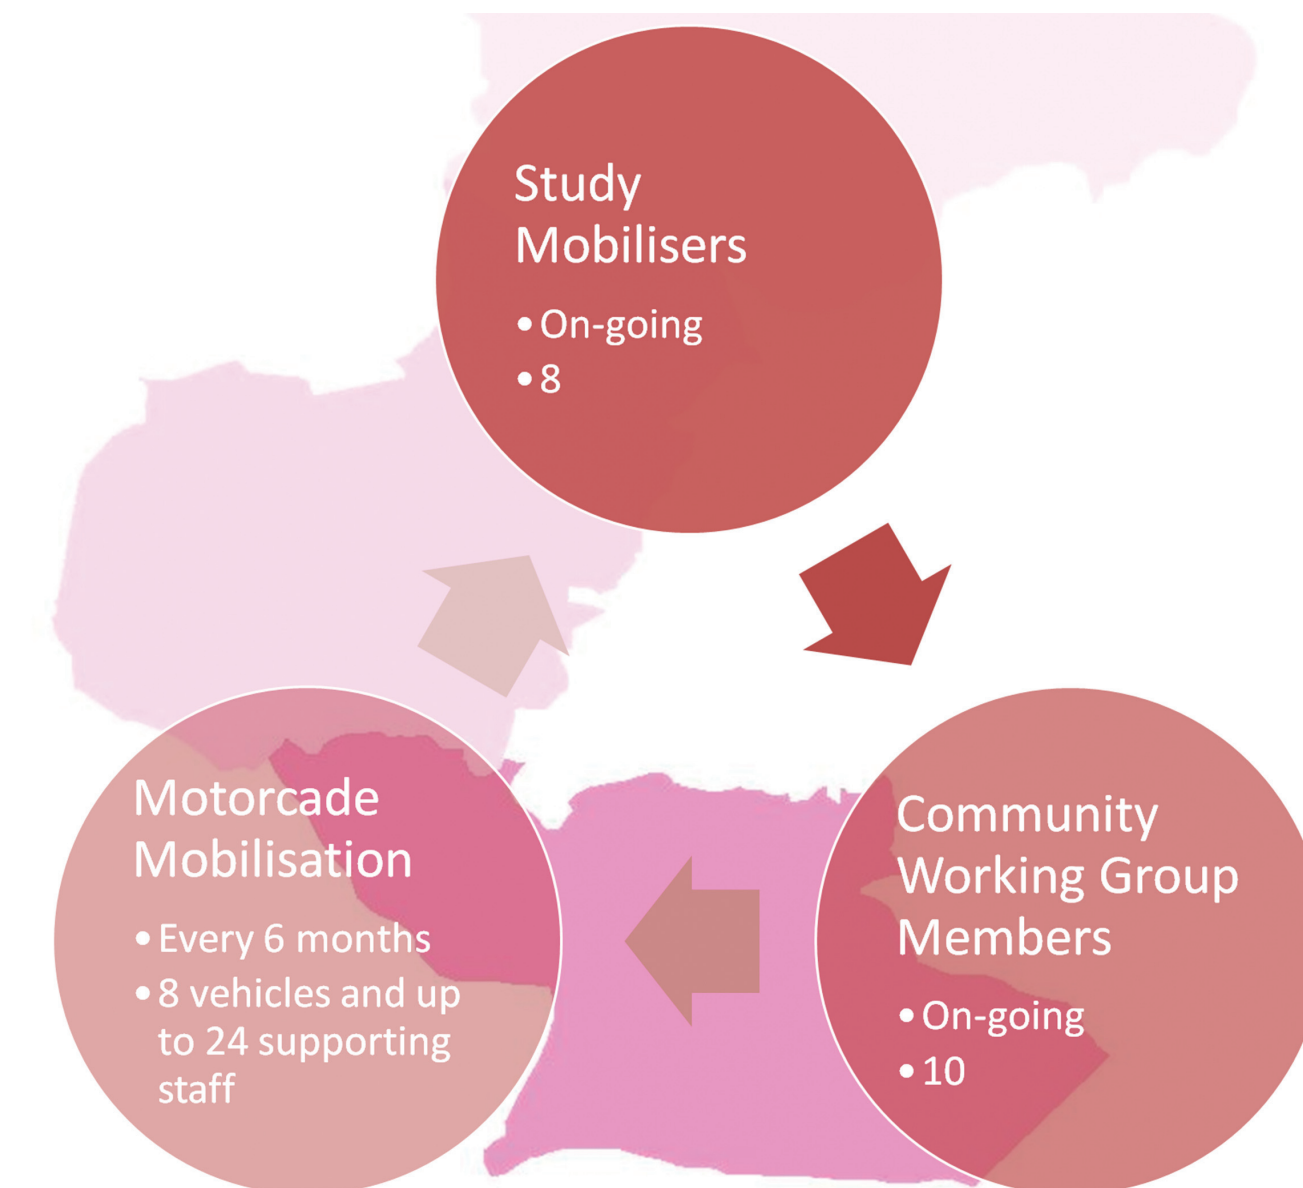 Study
Mobilisers
• On-going
• 8
Community
Working Group
Members
• On-going
• 10
Motorcade
Mobilisation
• Every 6 months
• 8 vehicles and up
to 24 supporting
staff